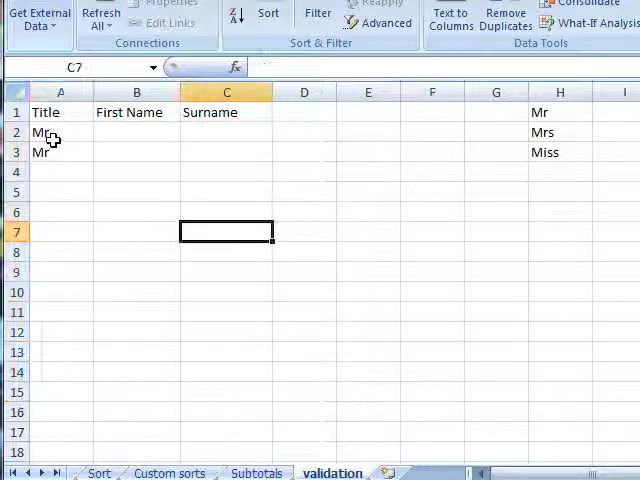 Properties
Reapply
Consolidate
Get External Data
Refresh All
Edit Links
Sort
Filter
Advanced
Text to Columns
Remove Duplicates
What-If Analysis
Connections
Sort & Filter
Data Tools
C7
fx
A B C D E F G H I
1 Title First Name Surname Mr
2 Mr Mrs
3 Mr Miss
4
5
6
7
8
9
10
11
12
13
14
15
16
17
18
Sort Custom sorts Subtotals validation